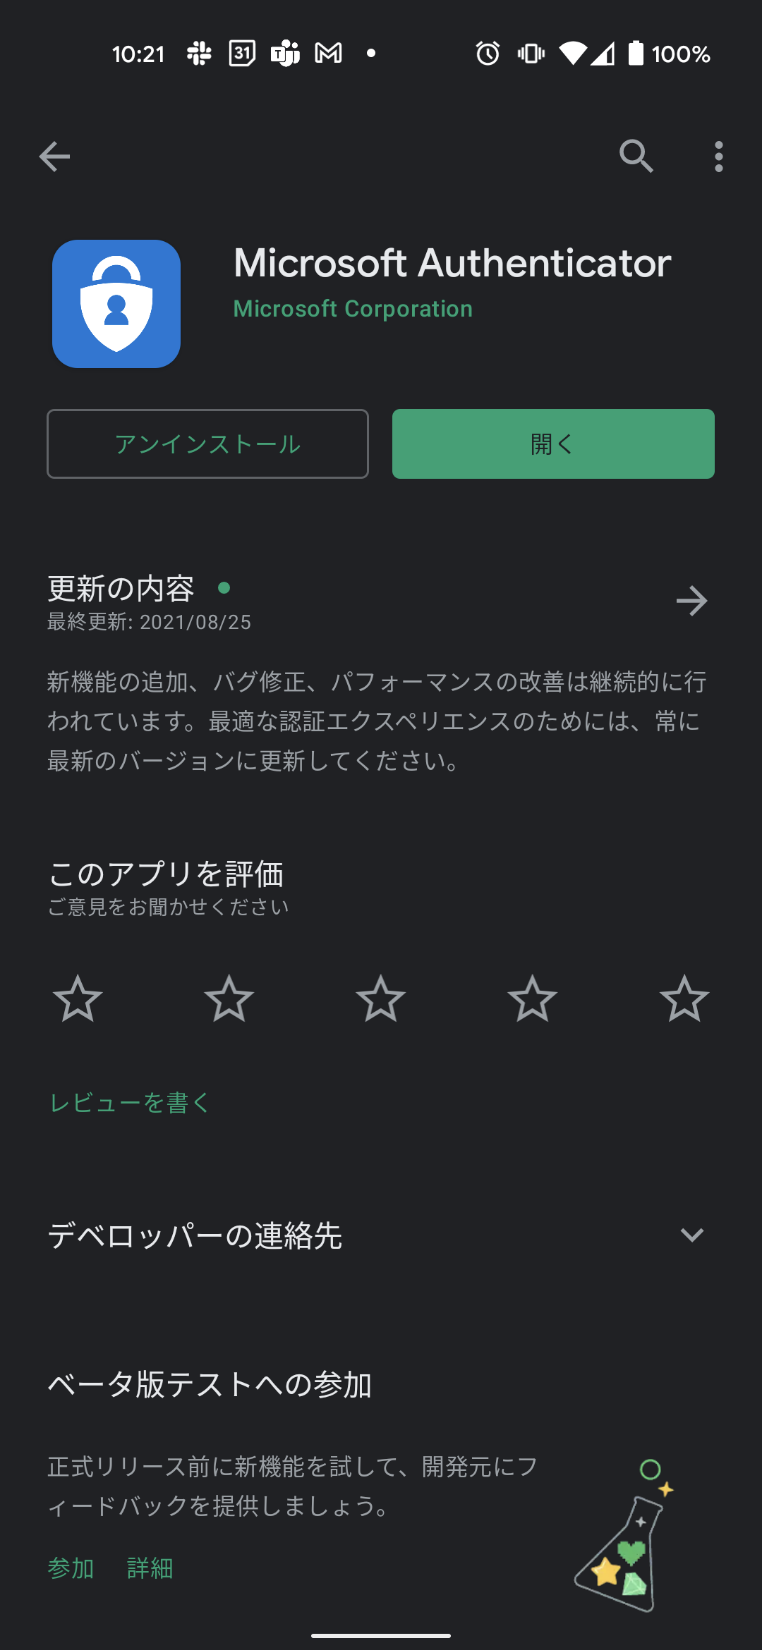 10:21 31 T 100%
Microsoft Authenticator
Microsoft Corporation
アンインストール 開く
更新の内容
最終更新: 2021/08/25
新機能の追加、バグ修正、パフォーマンスの改善は継続的に行
われています。最適な認証エクスペリエンスのためには、常に
最新のバージョンに更新してください。
このアプリを評価
ご意見をお聞かせください
レビューを書く
デベロッパーの連絡先
ベータ版テストへの参加
正式リリース前に新機能を試して、開発元にフ
ィードバックを提供しましょう。
参加 詳細